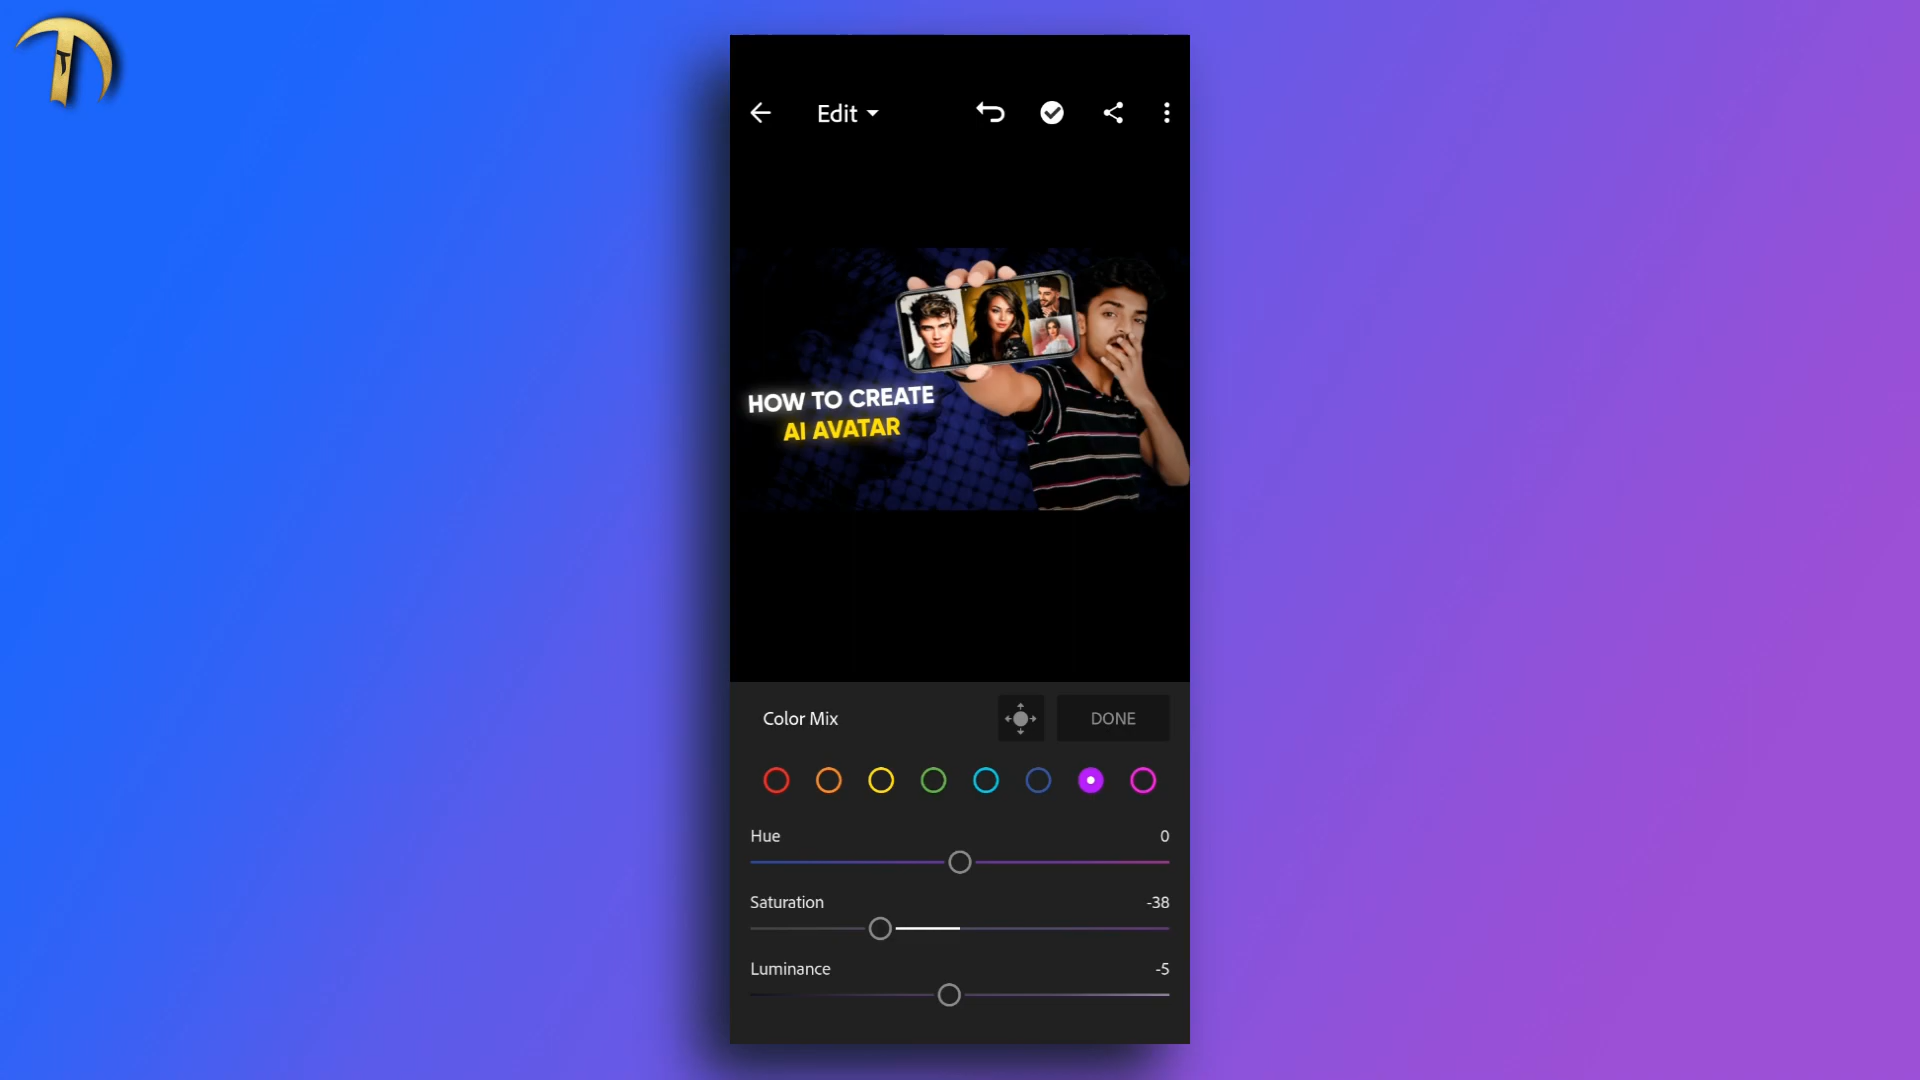 Edit
HOW TO CREATE
AI AVATAR
Color Mix
DONE
Hue
0
Saturation
-38
Luminance
-5